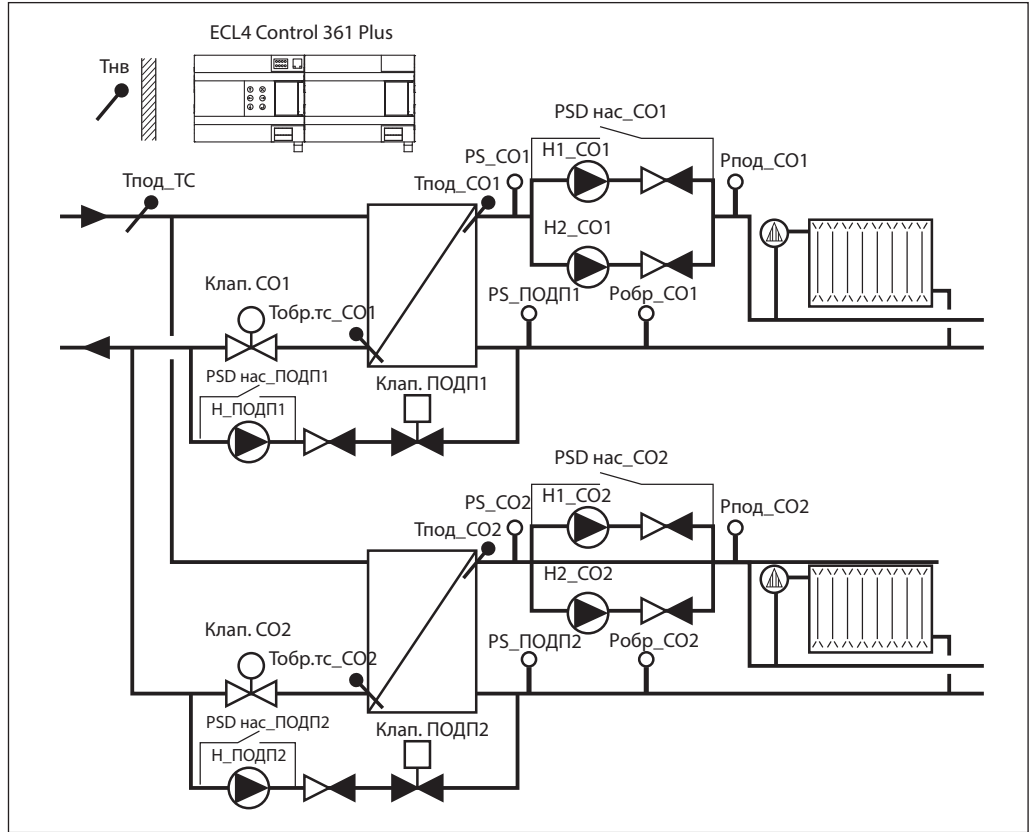 ECL4 Control 361 Plus
Тнв
PSD нас_СО1
PS_СО1
Н1_СО1
Рпод_СО1
Тпод_ТС
Тпод_СО1
Н2_СО1
Клап. СО1
PS_ПОДП1
Робр_СО1
Тобр.тс_СО1
PSD нас_ПОДП1
Клап. ПОДП1
Н_ПОДП1
PSD нас_СО2
PS_СО2
Н1_СО2
Рпод_СО2
Тпод_СО2
Н2_СО2
Клап. СО2
PS_ПОДП2
Робр_СО2
Тобр.тс_СО2
PSD нас_ПОДП2
Клап. ПОДП2
Н_ПОДП2